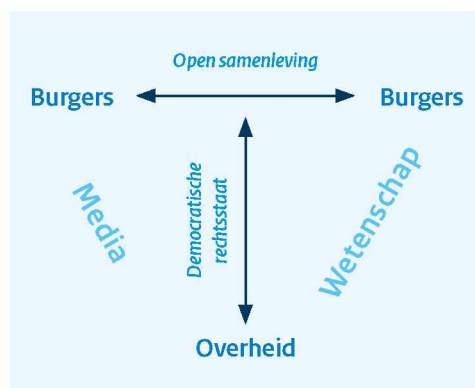 Open samenleving
Burgers
Burgers
Media
Democratische
rechtsstaat
Wetenschap
Overheid